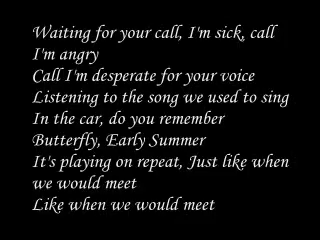 Waiting for your call, I'm sick, call
I'm angry
Call I'm desperate for your voice
Listening to the song we used to sing
In the car, do you remember
Butterfly, Early Summer
It's playing on repeat, Just like when
we would meet
Like when we would meet